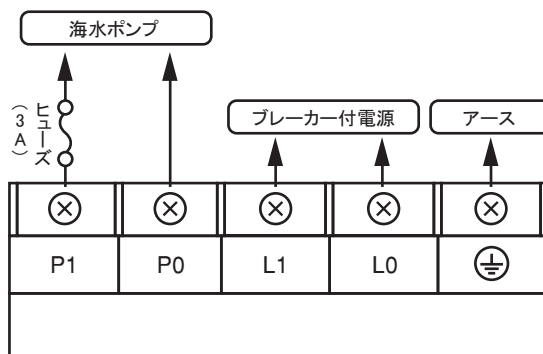 海水ポンプ
ヒューズ
（3A）
ブレーカー付電源
アース
P1
P0
L1
L0